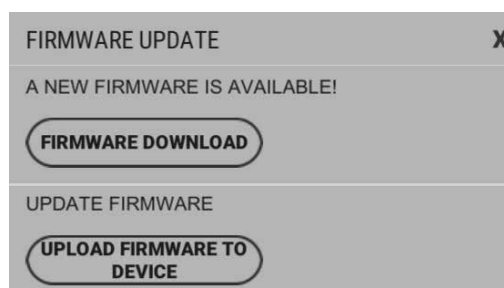 FIRMWARE UPDATE X
A NEW FIRMWARE IS AVAILABLE!
FIRMWARE DOWNLOAD
UPDATE FIRMWARE
UPLOAD FIRMWARE TO
DEVICE